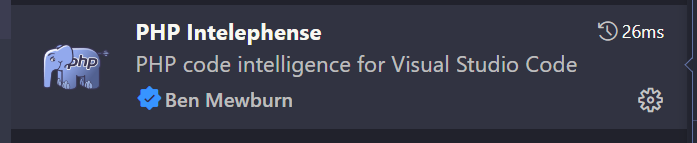 PHP Intelephense
26ms
PHP code intelligence for Visual Studio Code
Ben Mewburn
php